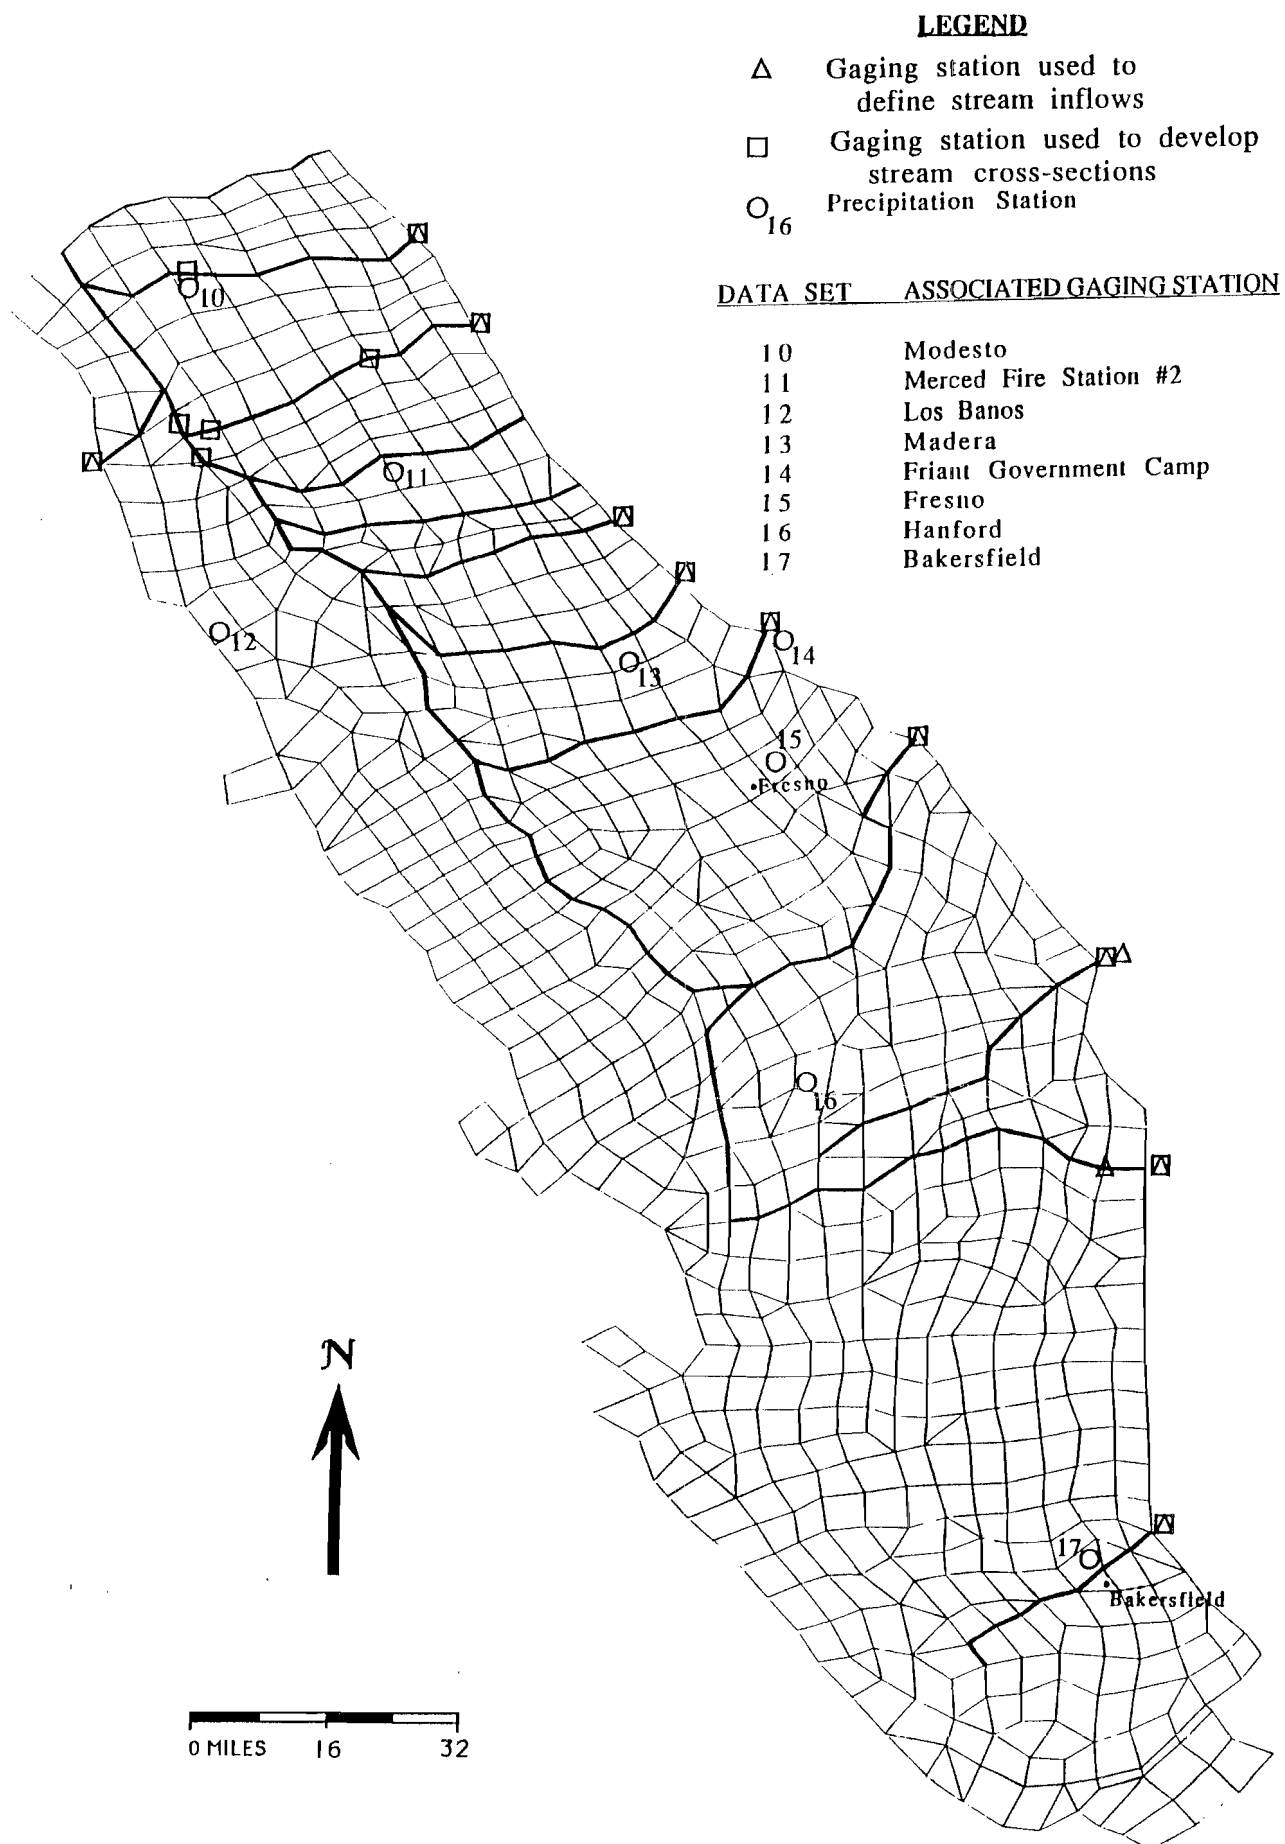 LEGEND
Gaging station used to
define stream inflows
Gaging station used to develop
stream cross-sections
16 Precipitation Station
DATA SET ASSOCIATED GAGING STATION
10 Modesto
11 Merced Fire Station #2
12 Los Banos
13 Madera
14 Friant Government Camp
15 Fresno
16 Hanford
17 Bakersfield
10
11
12
13
14
15
Fresno
16
N
17
Bakersfield
0 MILES 16 32